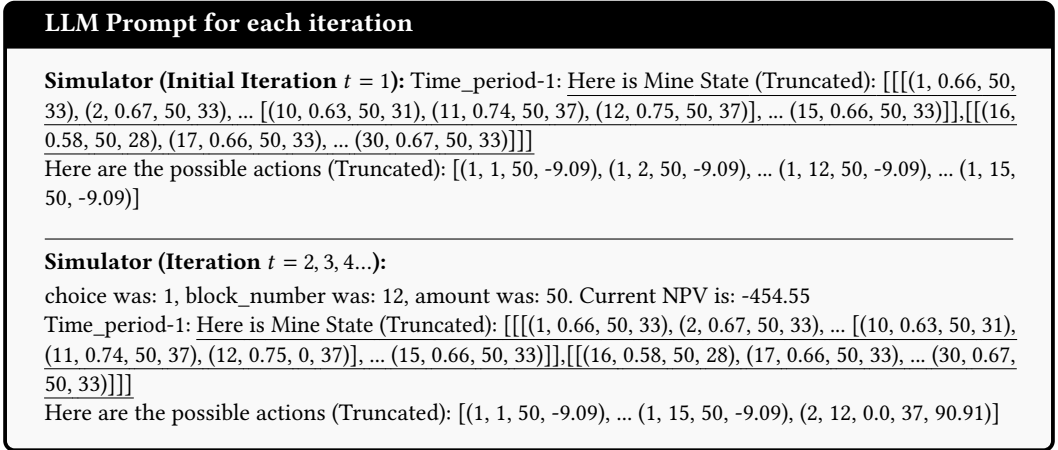 LLM Prompt for each iteration
Simulator (Initial Iteration t = 1): Time_period-1: Here is Mine State (Truncated): [[[(1, 0.66, 50,
33), (2, 0.67, 50, 33), ... [(10, 0.63, 50, 31), (11, 0.74, 50, 37), (12, 0.75, 50, 37)], ... (15, 0.66, 50, 33)]],[[(16,
0.58, 50, 28), (17, 0.66, 50, 33), ... (30, 0.67, 50, 33)]]]
Here are the possible actions (Truncated): [(1, 1, 50, -9.09), (1, 2, 50, -9.09), ... (1, 12, 50, -9.09), ... (1, 15,
50, -9.09)]
Simulator (Iteration t = 2, 3, 4...):
choice was: 1, block_number was: 12, amount was: 50. Current NPV is: -454.55
Time_period-1: Here is Mine State (Truncated): [[[(1, 0.66, 50, 33), (2, 0.67, 50, 33), ... [(10, 0.63, 50, 31),
(11, 0.74, 50, 37), (12, 0.75, 0, 37)], ... (15, 0.66, 50, 33)]],[[(16, 0.58, 50, 28), (17, 0.66, 50, 33), ... (30, 0.67,
50, 33)]]]
Here are the possible actions (Truncated): [(1, 1, 50, -9.09), ... (1, 15, 50, -9.09), (2, 12, 0.0, 37, 90.91)]